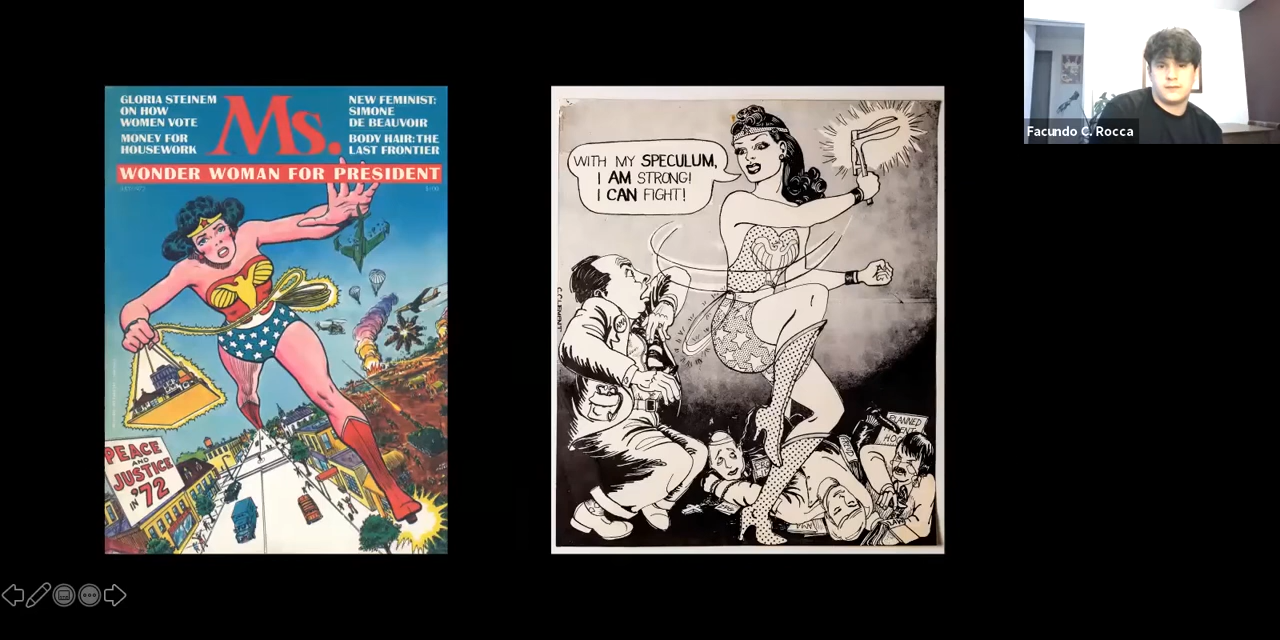 GLORIA STEINEM
ON HOW
WOMEN VOTE
MONEY FOR
HOUSEWORK
Ms.
NEW FEMINIST:
SIMONE
DE BEAUVOIR
BODY HAIR: THE
LAST FRONTIER
WONDER WOMAN FOR PRESIDENT
PEACE
AND
JUSTICE
IN '72
WITH MY SPECULUM,
I AM STRONG!
I CAN FIGHT!
Facundo C. Rocca